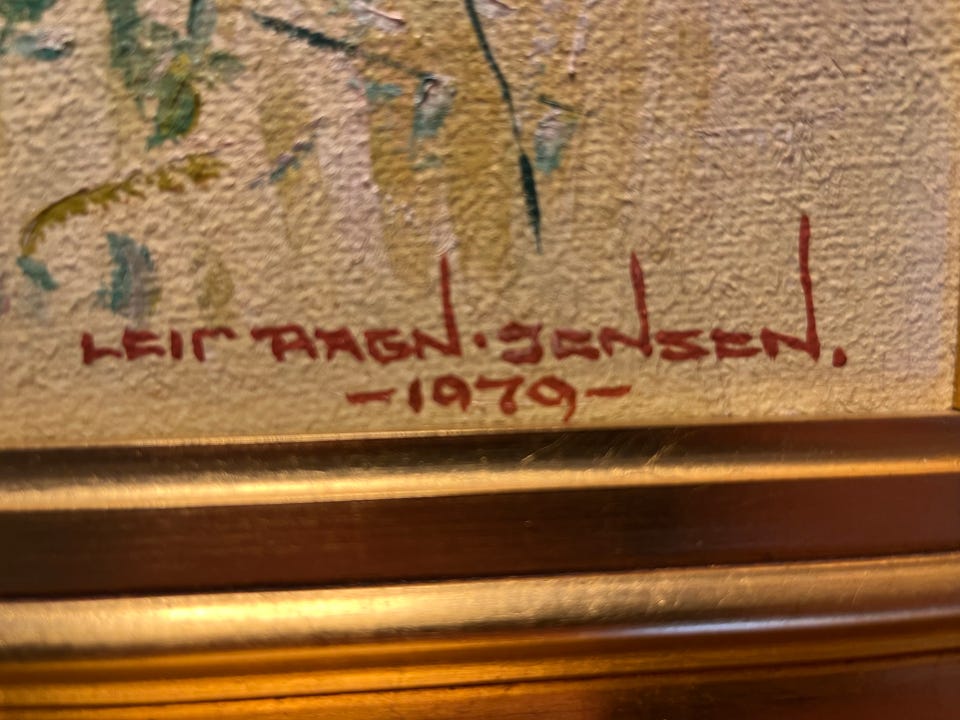 LEIF RAGN·JENSEN.
-1979-